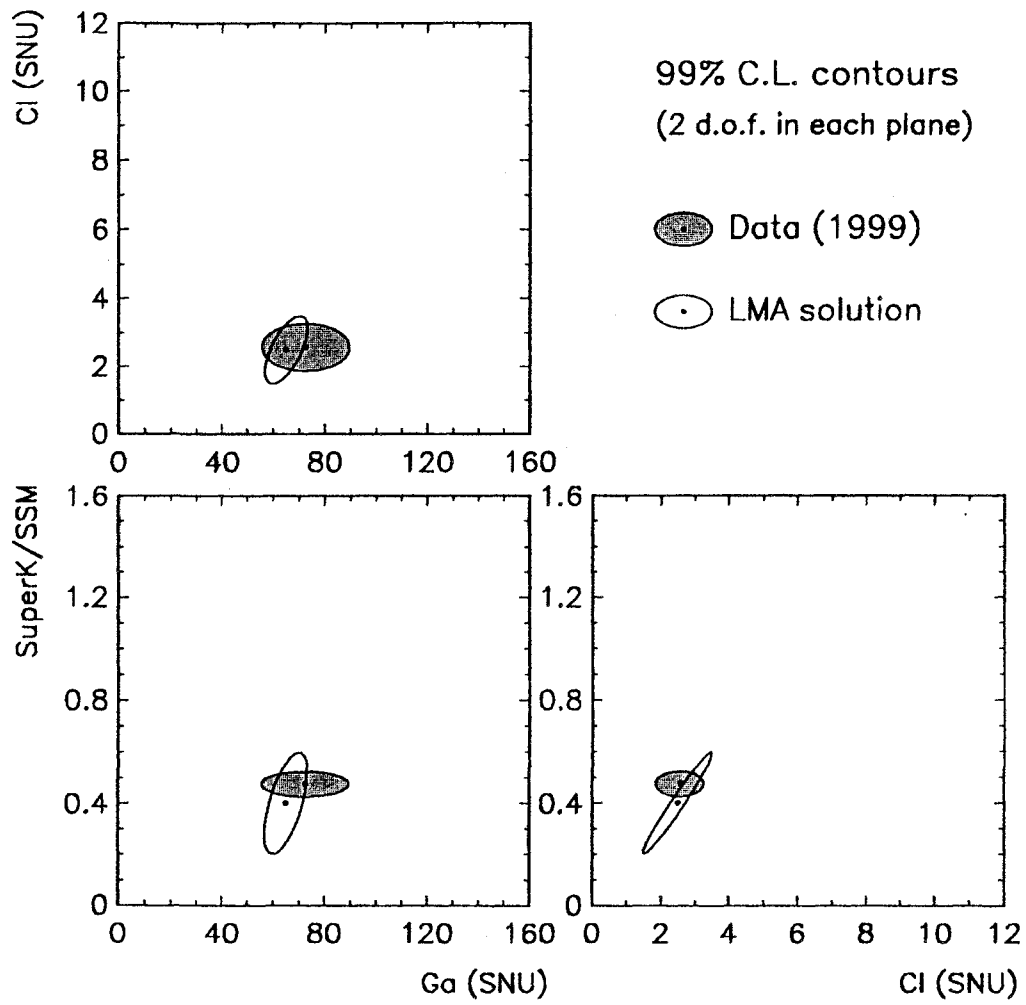 Cl (SNU)
12
10
8
6
4
2
0
0 40 80 120 160
99% C.L. contours
(2 d.o.f. in each plane)
Data (1999)
LMA solution
SuperK/SSM
1.6
1.2
0.8
0.4
0
0 40 80 120 160
Ga (SNU)
1.6
1.2
0.8
0.4
0
0 2 4 6 8 10 12
Cl (SNU)